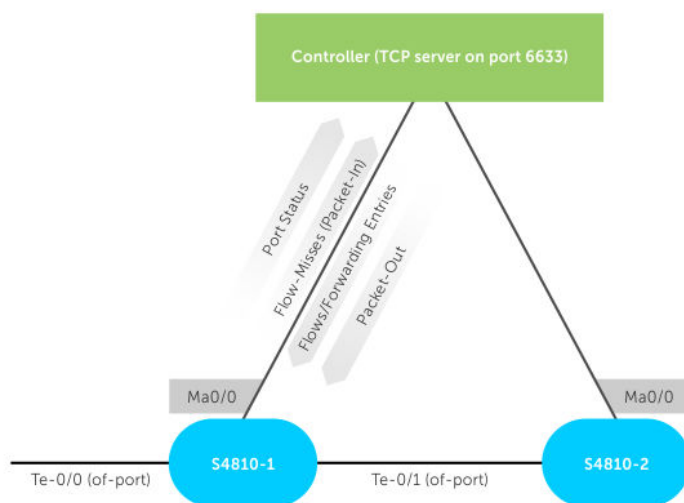 Controller (TCP server on port 6633)
Port Status
Flow-Misses (Packet-In)
Flows/Forwarding Entries
Packet-Out
Ma0/0
Ma0/0
S4810-1
S4810-2
Te-0/0 (of-port)
Te-0/1 (of-port)